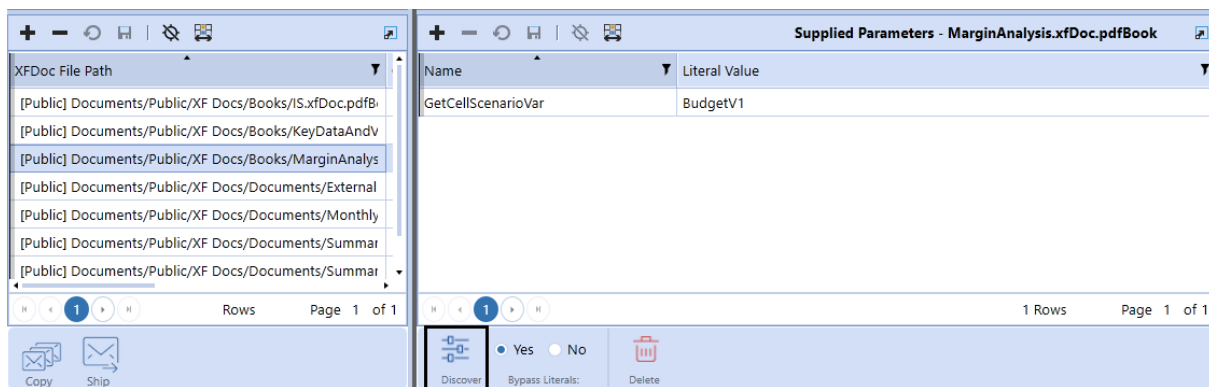 XFDoc File Path
[Public] Documents/Public/XF Docs/Books/IS.xfDoc.pdfB
[Public] Documents/Public/XF Docs/Books/KeyDataAndV
[Public] Documents/Public/XF Docs/Books/MarginAnalys
[Public] Documents/Public/XF Docs/Documents/External
[Public] Documents/Public/XF Docs/Documents/Monthly
[Public] Documents/Public/XF Docs/Documents/Summar
[Public] Documents/Public/XF Docs/Documents/Summar
1 Rows Page 1 of 1
Copy Ship
Supplied Parameters - MarginAnalysis.xfDoc.pdfBook
Name Literal Value
GetCellScenarioVar BudgetV1
1 1 Rows Page 1 of 1
Yes No
Discover Bypass Literals: Delete